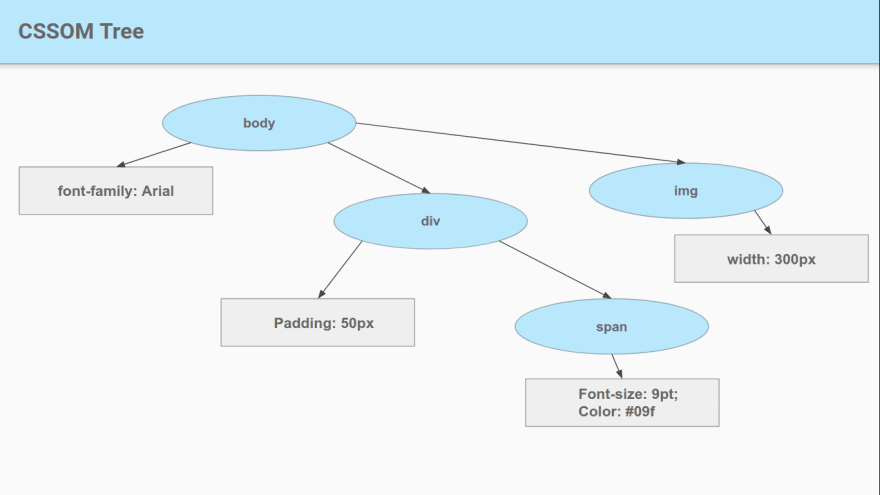 CSSOM Tree
body
font-family: Arial
img
div
width: 300px
Padding: 50px
span
Font-size: 9pt;
Color: #09f